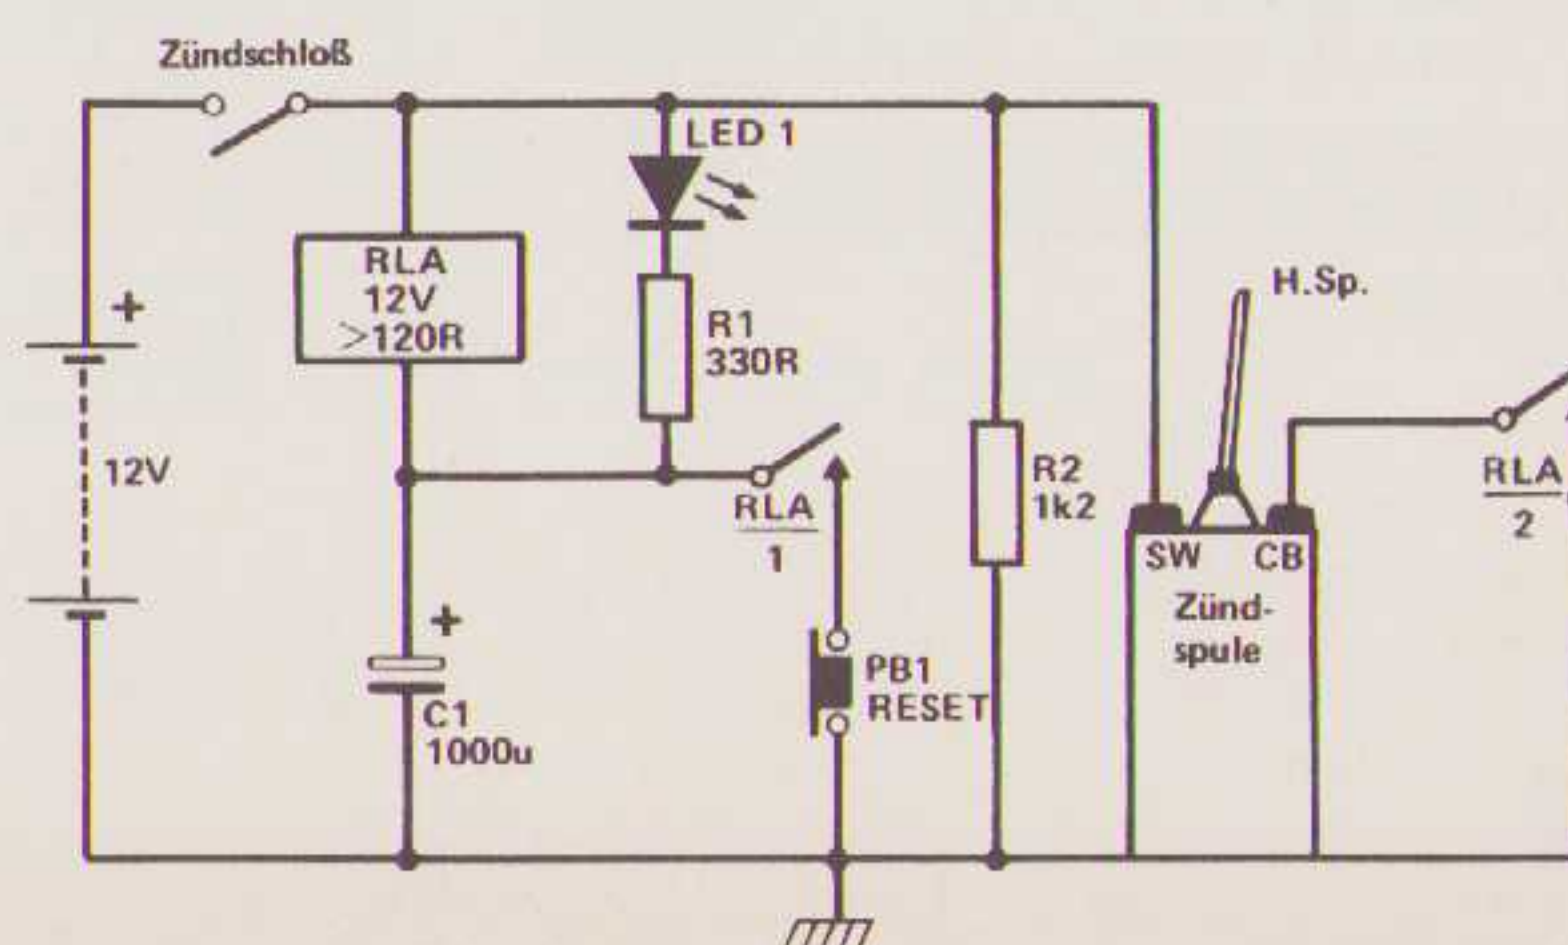 Zündschloß
LED 1
+
RLA
12V
>120R
R1
330R
H.Sp.
12V
RLA
1
R2
1k2
RLA
2
SW CB
Zünd-
spule
+
C1
1000u
PB1
RESET